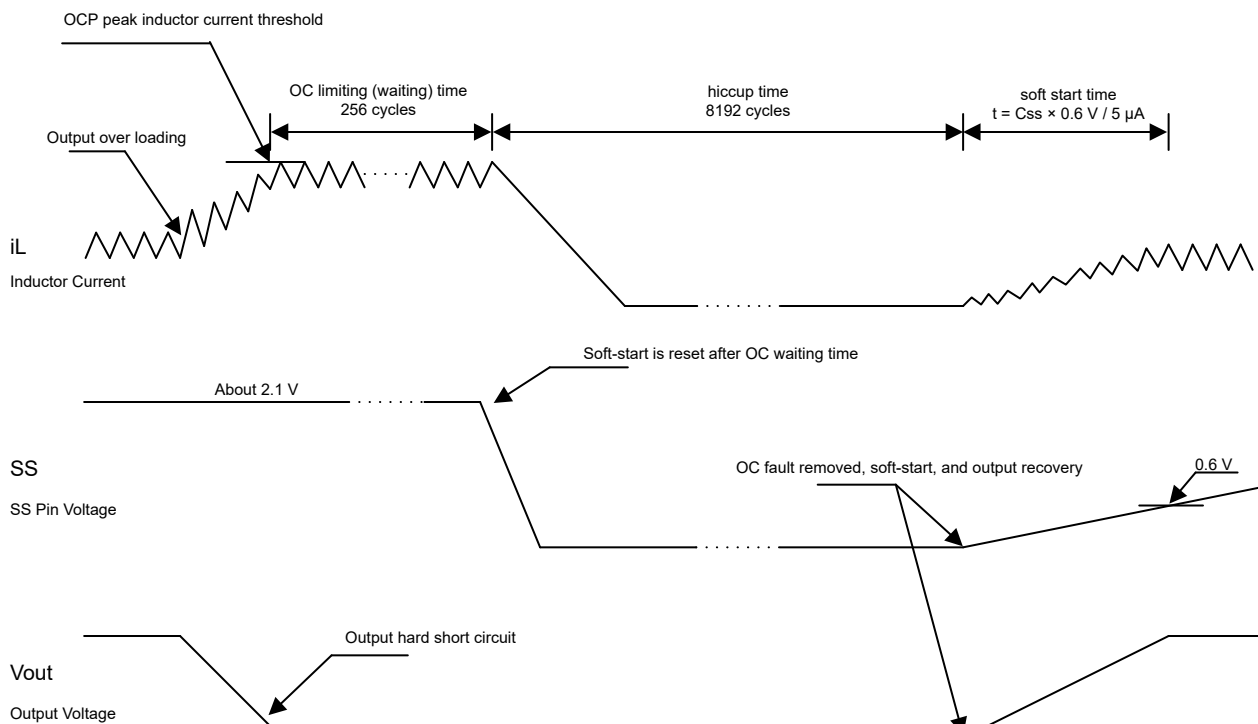 OCP peak inductor current threshold
OC limiting (waiting) time
256 cycles
hiccup time
8192 cycles
soft start time
t = Css × 0.6 V / 5 µA
Output over loading
iL
Inductor Current
Soft-start is reset after OC waiting time
About 2.1 V
SS
SS Pin Voltage
OC fault removed, soft-start, and output recovery
0.6 V
Output hard short circuit
Vout
Output Voltage